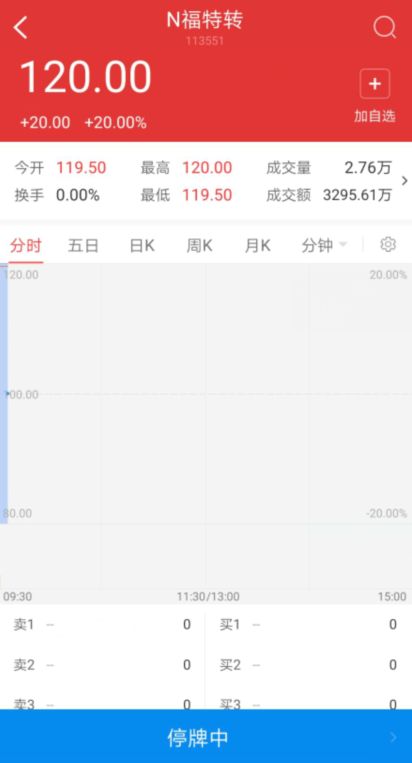 N福特转
113551
120.00
+20.00 +20.00%
加自选
今开 119.50 最高 120.00 成交量 2.76万
换手 0.00% 最低 119.50 成交额 3295.61万
分时 五日 日K 周K 月K 分钟
120.00 20.00%
100.00
80.00 -20.00%
09:30 11:30/13:00 15:00
卖1 -- 0 买1 -- 0
卖2 -- 0 买2 -- 0
卖3 -- 0 买3 -- 0
停牌中